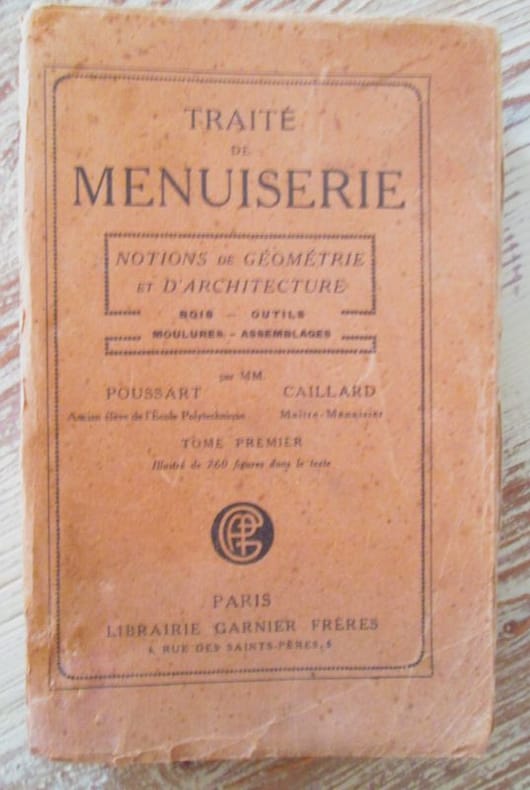 TRAITÉ
DE
MENUISERIE
NOTIONS DE GÉOMÉTRIE
ET D'ARCHITECTURE
BOIS — OUTILS
MOULURES - ASSEMBLAGES
par MM.
POUSSART CAILLARD
Ancien élève de l'Ecole Polytechnique Maître-Menuisier
TOME PREMIER
Illustré de 760 figures dans le texte
PARIS
LIBRAIRIE GARNIER FRÈRES
6, RUE DES SAINTS-PÈRES, 6